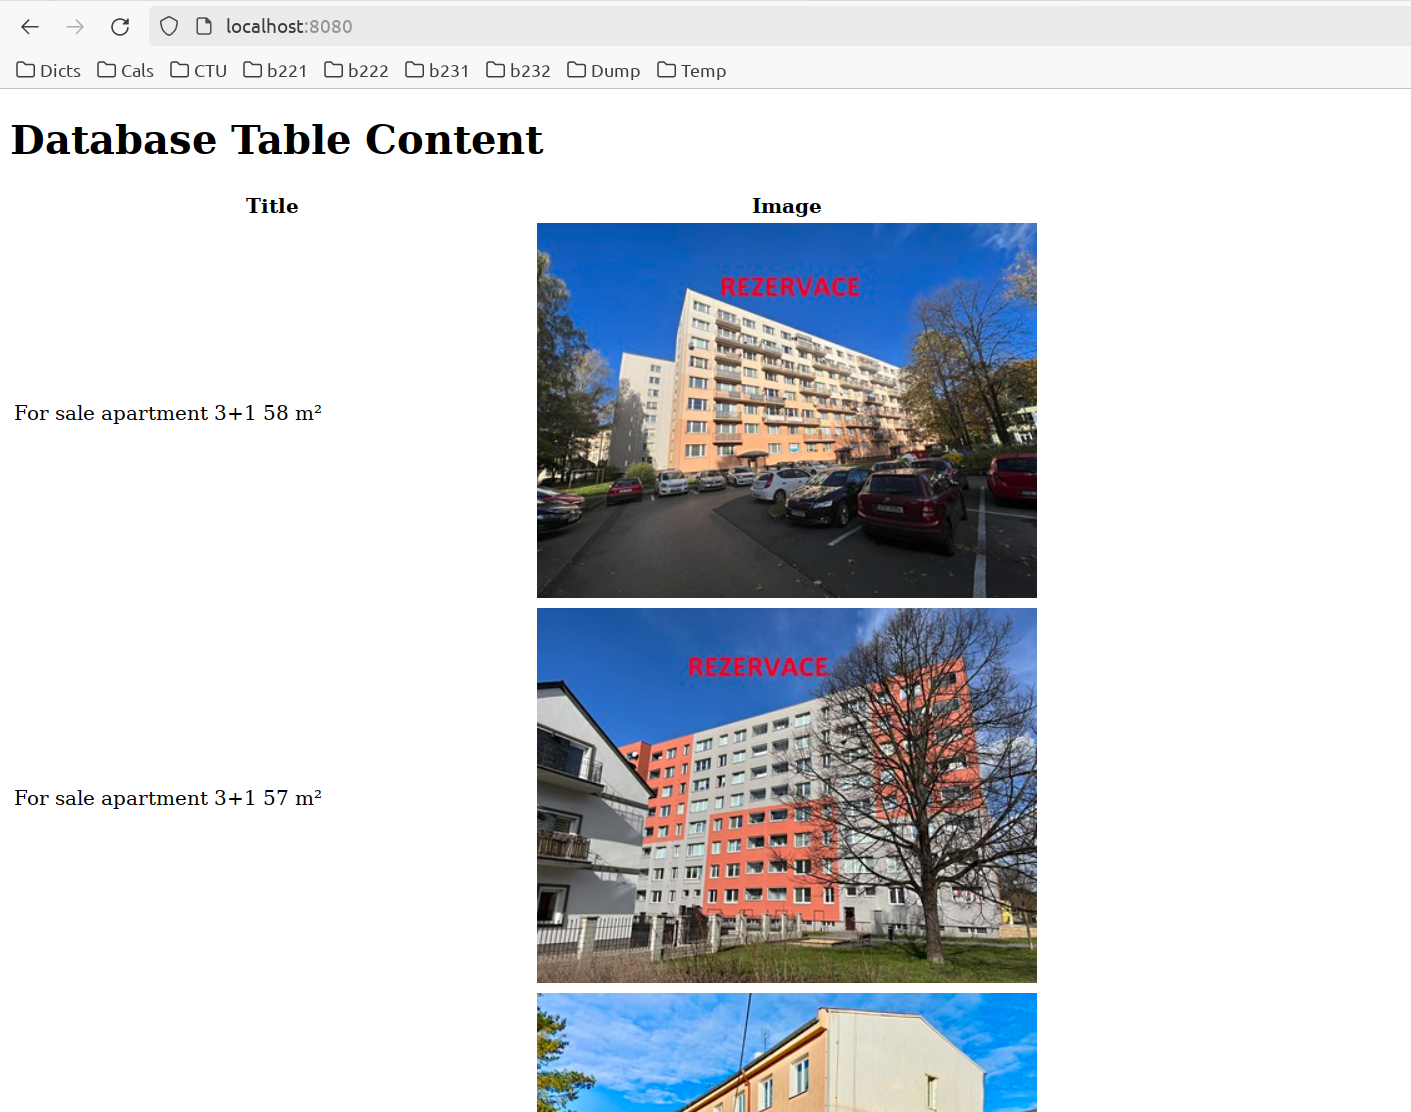 localhost:8080
Dicts Cals CTU b221 b222 b231 b232 Dump Temp
Database Table Content
Title Image
REZERVACE
For sale apartment 3+1 58 m²
REZERVACE
For sale apartment 3+1 57 m²